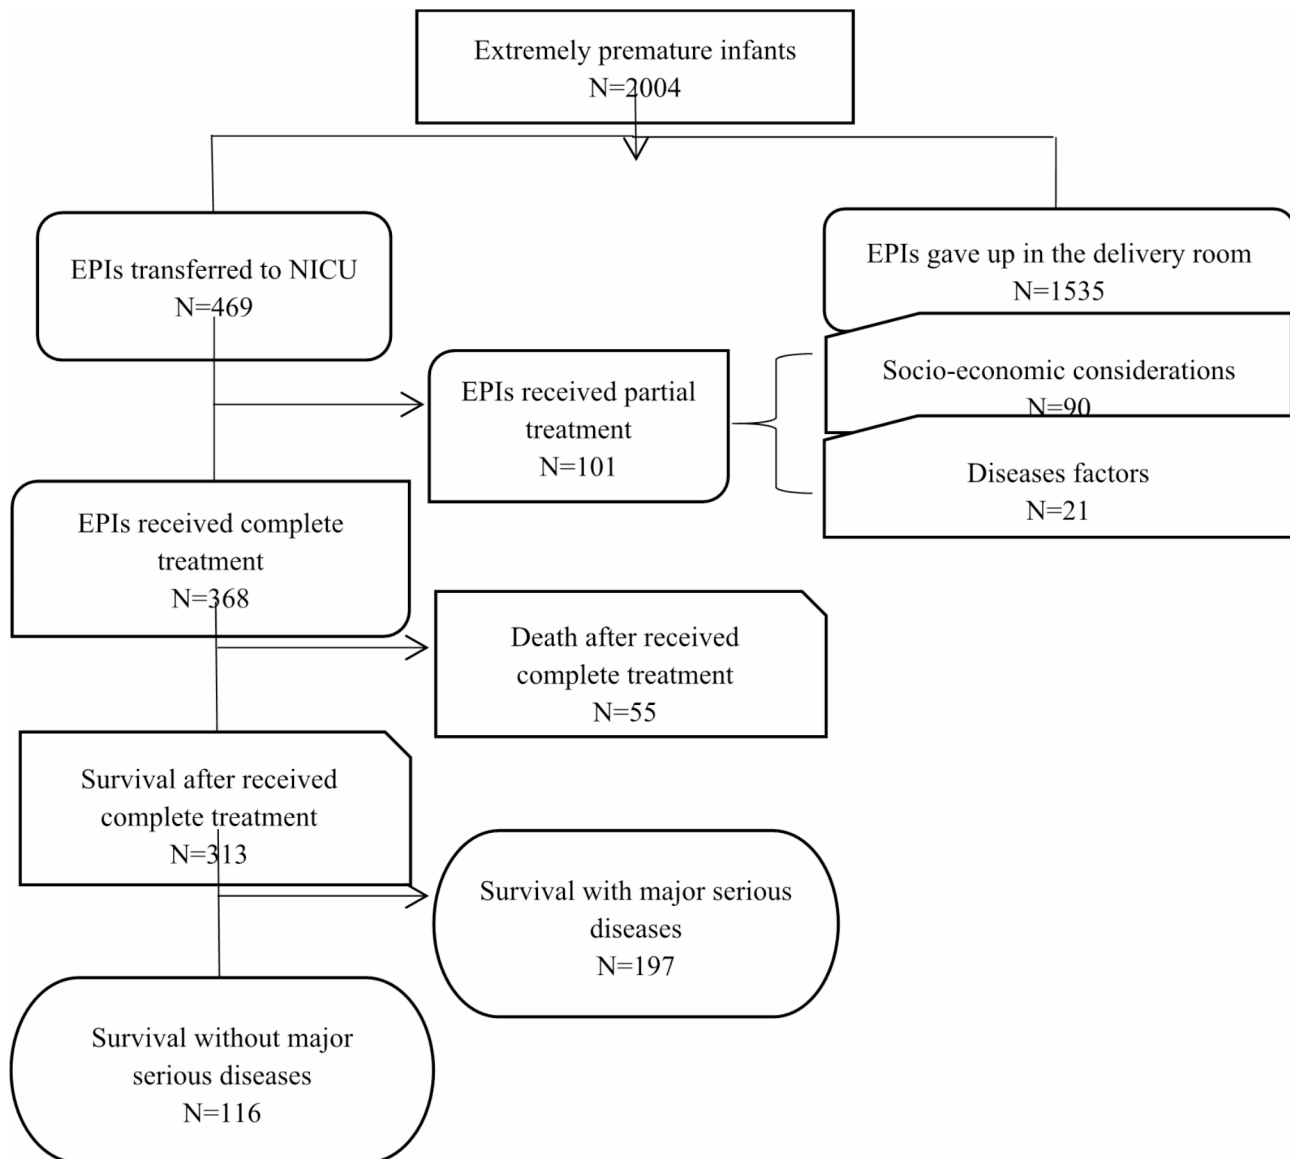 Extremely premature infants
N=2004
EPIs transferred to NICU
N=469
EPIs gave up in the delivery room
N=1535
EPIs received partial
treatment
N=101
Socio-economic considerations
N=90
Diseases factors
N=21
EPIs received complete
treatment
N=368
Death after received
complete treatment
N=55
Survival after received
complete treatment
N=313
Survival with major serious
diseases
N=197
Survival without major
serious diseases
N=116